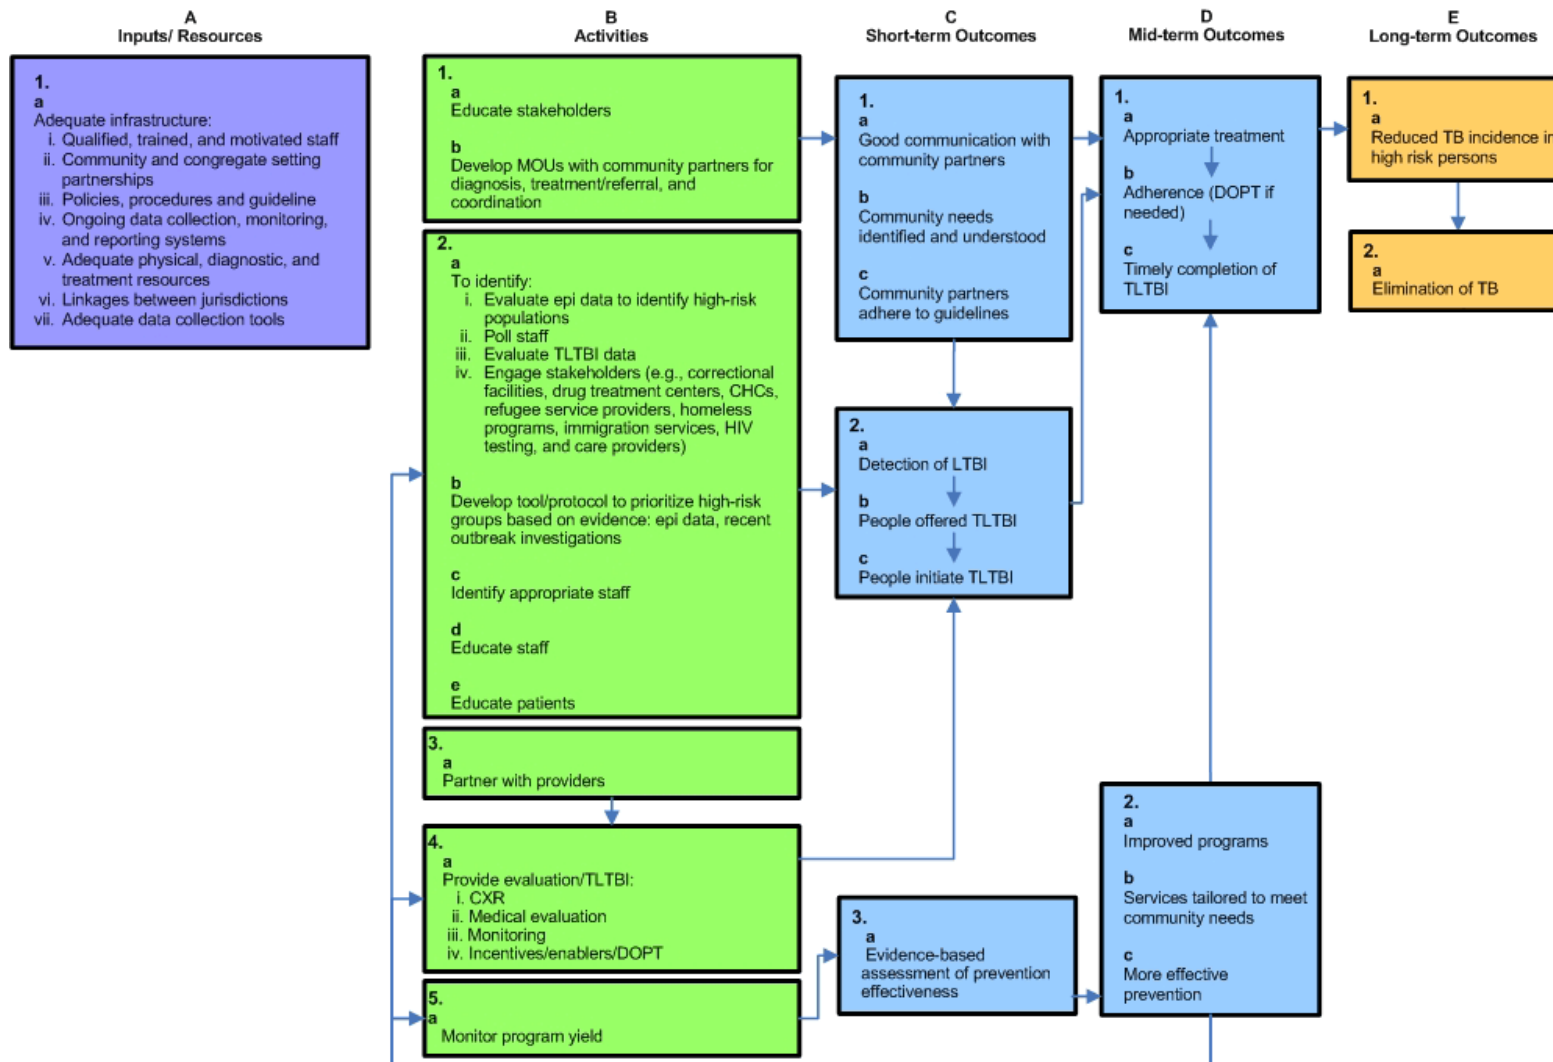 A
Inputs/ Resources
B
Activities
C
Short-term Outcomes
D
Mid-term Outcomes
E
Long-term Outcomes
1.
a
Adequate infrastructure:
i. Qualified, trained, and motivated staff
ii. Community and congregate setting
partnerships
iii. Policies, procedures and guideline
iv. Ongoing data collection, monitoring,
and reporting systems
v. Adequate physical, diagnostic, and
treatment resources
vi. Linkages between jurisdictions
vii. Adequate data collection tools
1.
a
Educate stakeholders
b
Develop MOUs with community partners for
diagnosis, treatment/referral, and
coordination
2.
a
To identify:
i. Evaluate epi data to identify high-risk
populations
ii. Poll staff
iii. Evaluate TLTBI data
iv. Engage stakeholders (e.g., correctional
facilities, drug treatment centers, CHCs,
refugee service providers, homeless
programs, immigration services, HIV
testing, and care providers)
b
Develop tool/protocol to prioritize high-risk
groups based on evidence: epi data, recent
outbreak investigations
c
Identify appropriate staff
d
Educate staff
e
Educate patients
3.
a
Partner with providers
4.
a
Provide evaluation/TLTBI:
i. CXR
ii. Medical evaluation
iii. Monitoring
iv. Incentives/enablers/DOPT
5.
a
Monitor program yield
1.
a
Good communication with
community partners
b
Community needs
identified and understood
c
Community partners
adhere to guidelines
2.
a
Detection of LTBI
b
People offered TLTBI
c
People initiate TLTBI
3.
a
Evidence-based
assessment of prevention
effectiveness
1.
a
Appropriate treatment
b
Adherence (DOPT if
needed)
c
Timely completion of
TLTBI
2.
a
Improved programs
b
Services tailored to meet
community needs
c
More effective
prevention
1.
a
Reduced TB incidence in
high risk persons
2.
a
Elimination of TB